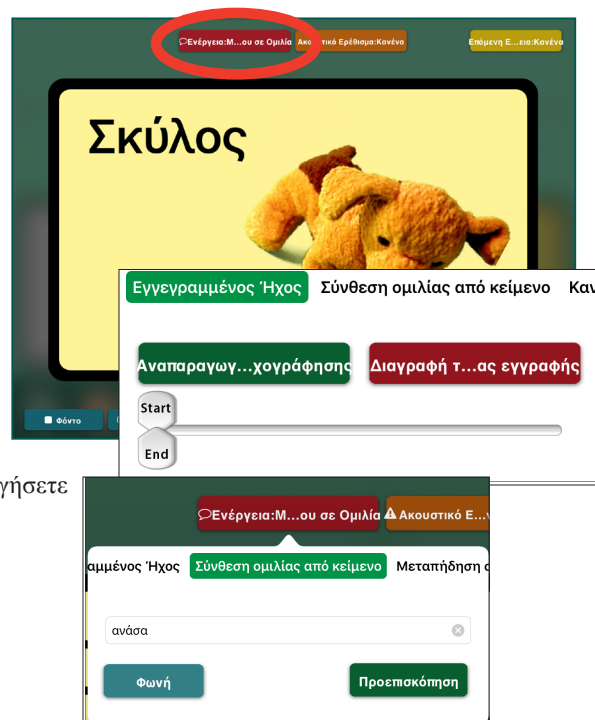 Ενέργεια:Μ...ου σε Ομιλία Ερέθισμα:Κανένα Επόμενη Ε...εια:Κανένα
Σκύλος
Εγγεγραμμένος Ήχος Σύνθεση ομιλίας από κείμενο Καν
Αναπαραγωγ...χογράφησης Διαγραφή τ...ας εγγραφής
Start
End
Φόντο
γήσετε
Ενέργεια:Μ...ου σε Ομιλία Ακουστικό Ε...
αμμένος Ήχος Σύνθεση ομιλίας από κείμενο Μεταπήδηση
ανάσα
Φωνή Προεπισκόπηση